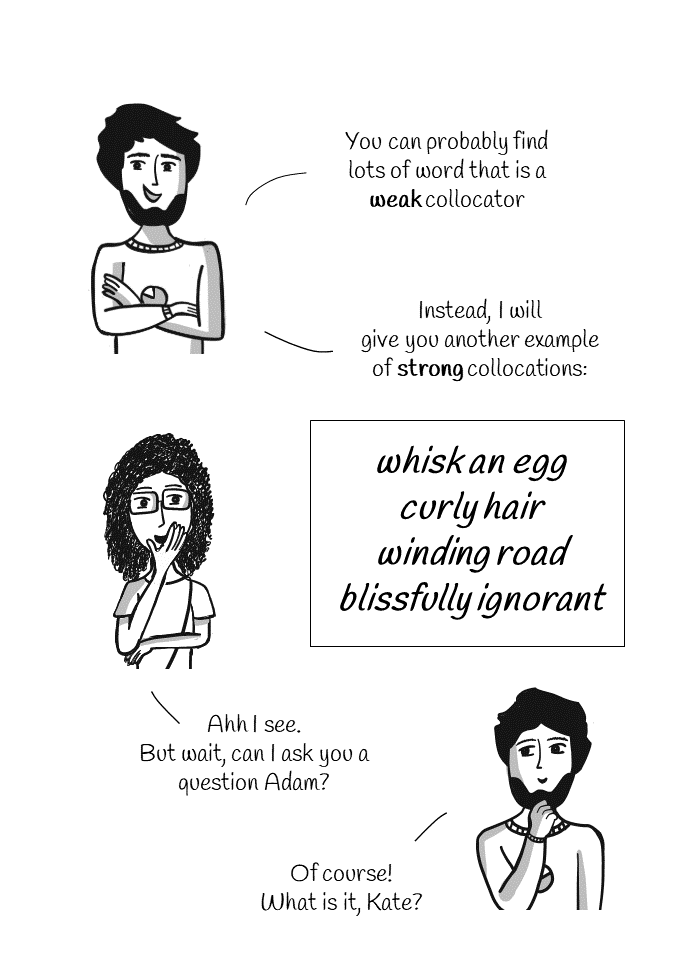 You can probably find
lots of word that is a
weak collocator
Instead, I will
give you another example
of strong collocations:
whisk an egg
curly hair
winding road
blissfully ignorant
Ahh I see.
But wait, can I ask you a
question Adam?
Of course!
What is it, Kate?